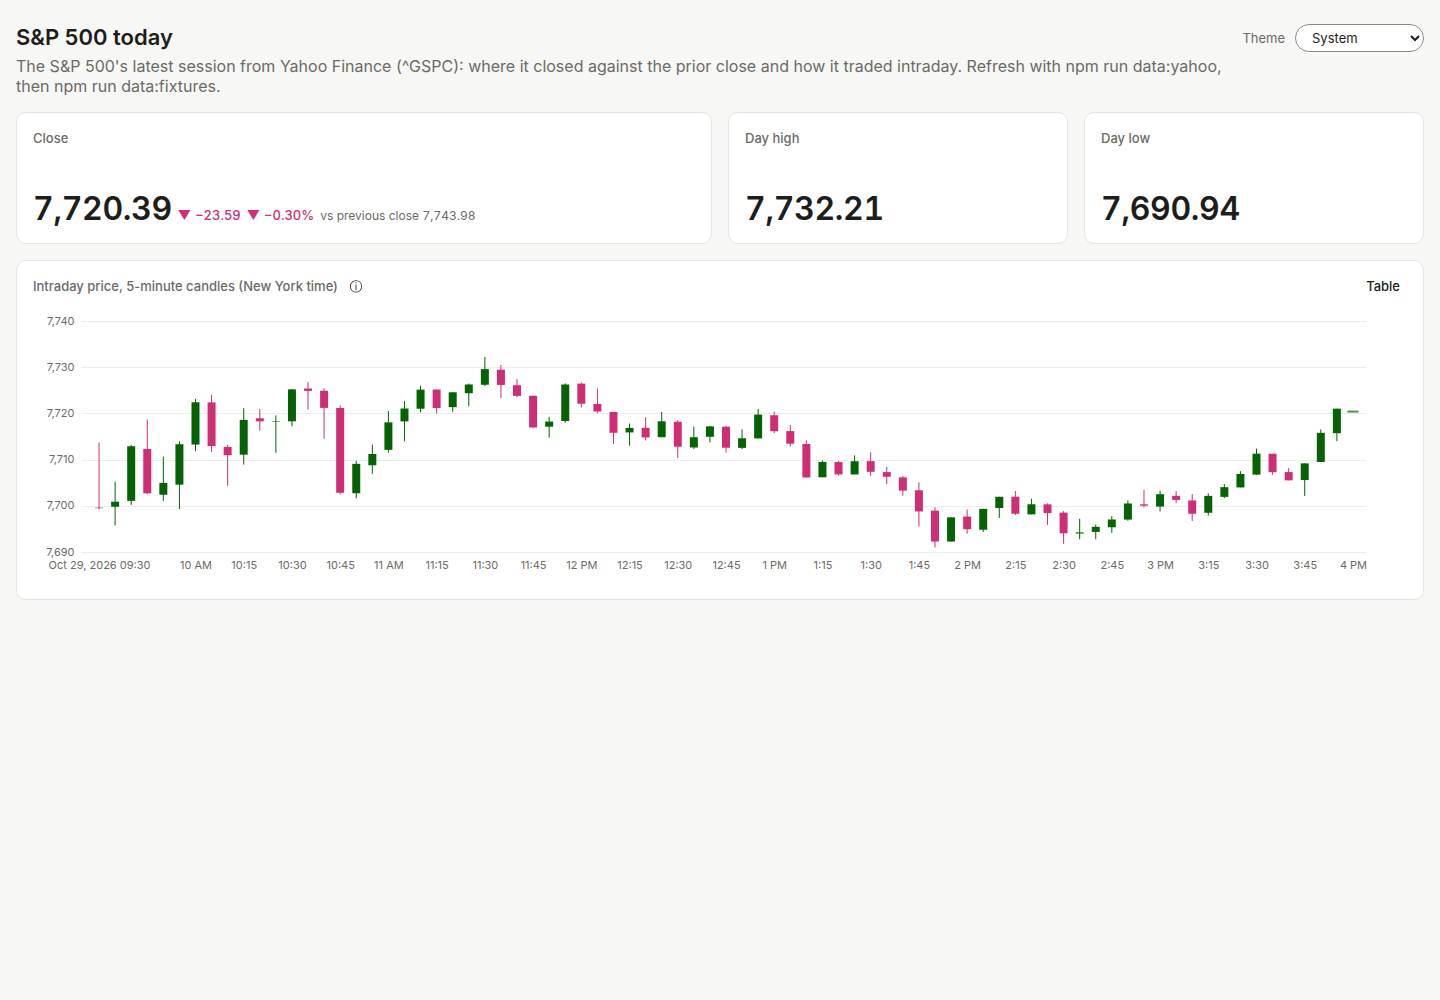 S&P 500 today
Theme
System
The S&P 500's latest session from Yahoo Finance (^GSPC): where it closed against the prior close and how it traded intraday. Refresh with npm run data:yahoo,
then npm run data:fixtures.
Close
7,720.39 ▼ −23.59 ▼ −0.30% vs previous close 7,743.98
Day high
7,732.21
Day low
7,690.94
Intraday price, 5-minute candles (New York time) ⓘ
Table
7,740
7,730
7,720
7,710
7,700
7,690
Oct 29, 2026 09:30 10 AM 10:15 10:30 10:45 11 AM 11:15 11:30 11:45 12 PM 12:15 12:30 12:45 1 PM 1:15 1:30 1:45 2 PM 2:15 2:30 2:45 3 PM 3:15 3:30 3:45 4 PM